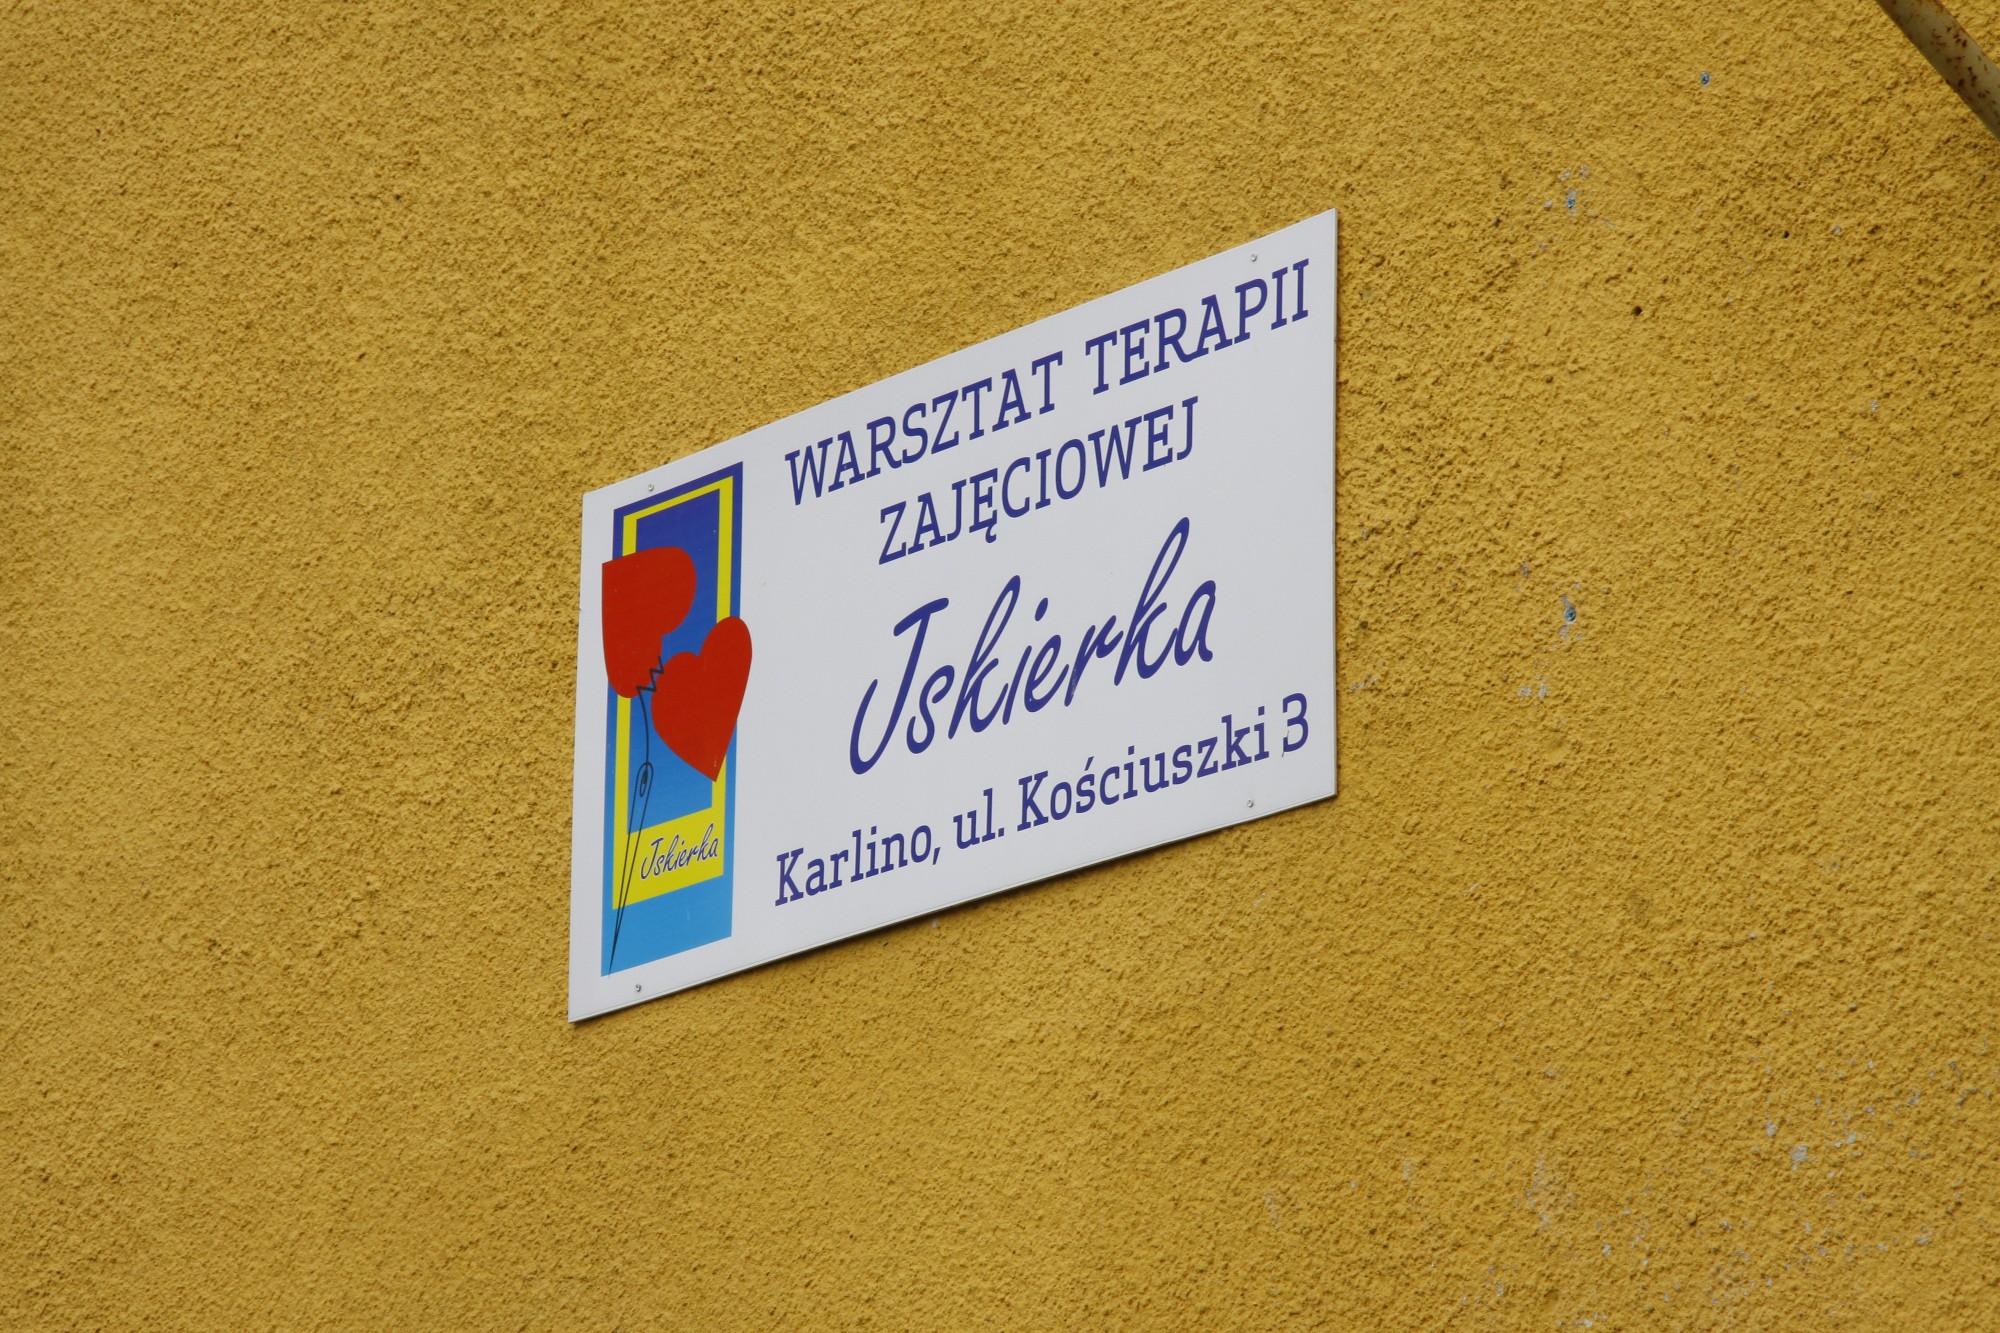 WARSZTAT TERAPII
ZAJĘCIOWEJ
Iskierka
Karlino, ul. Kościuszki 3
Iskierka